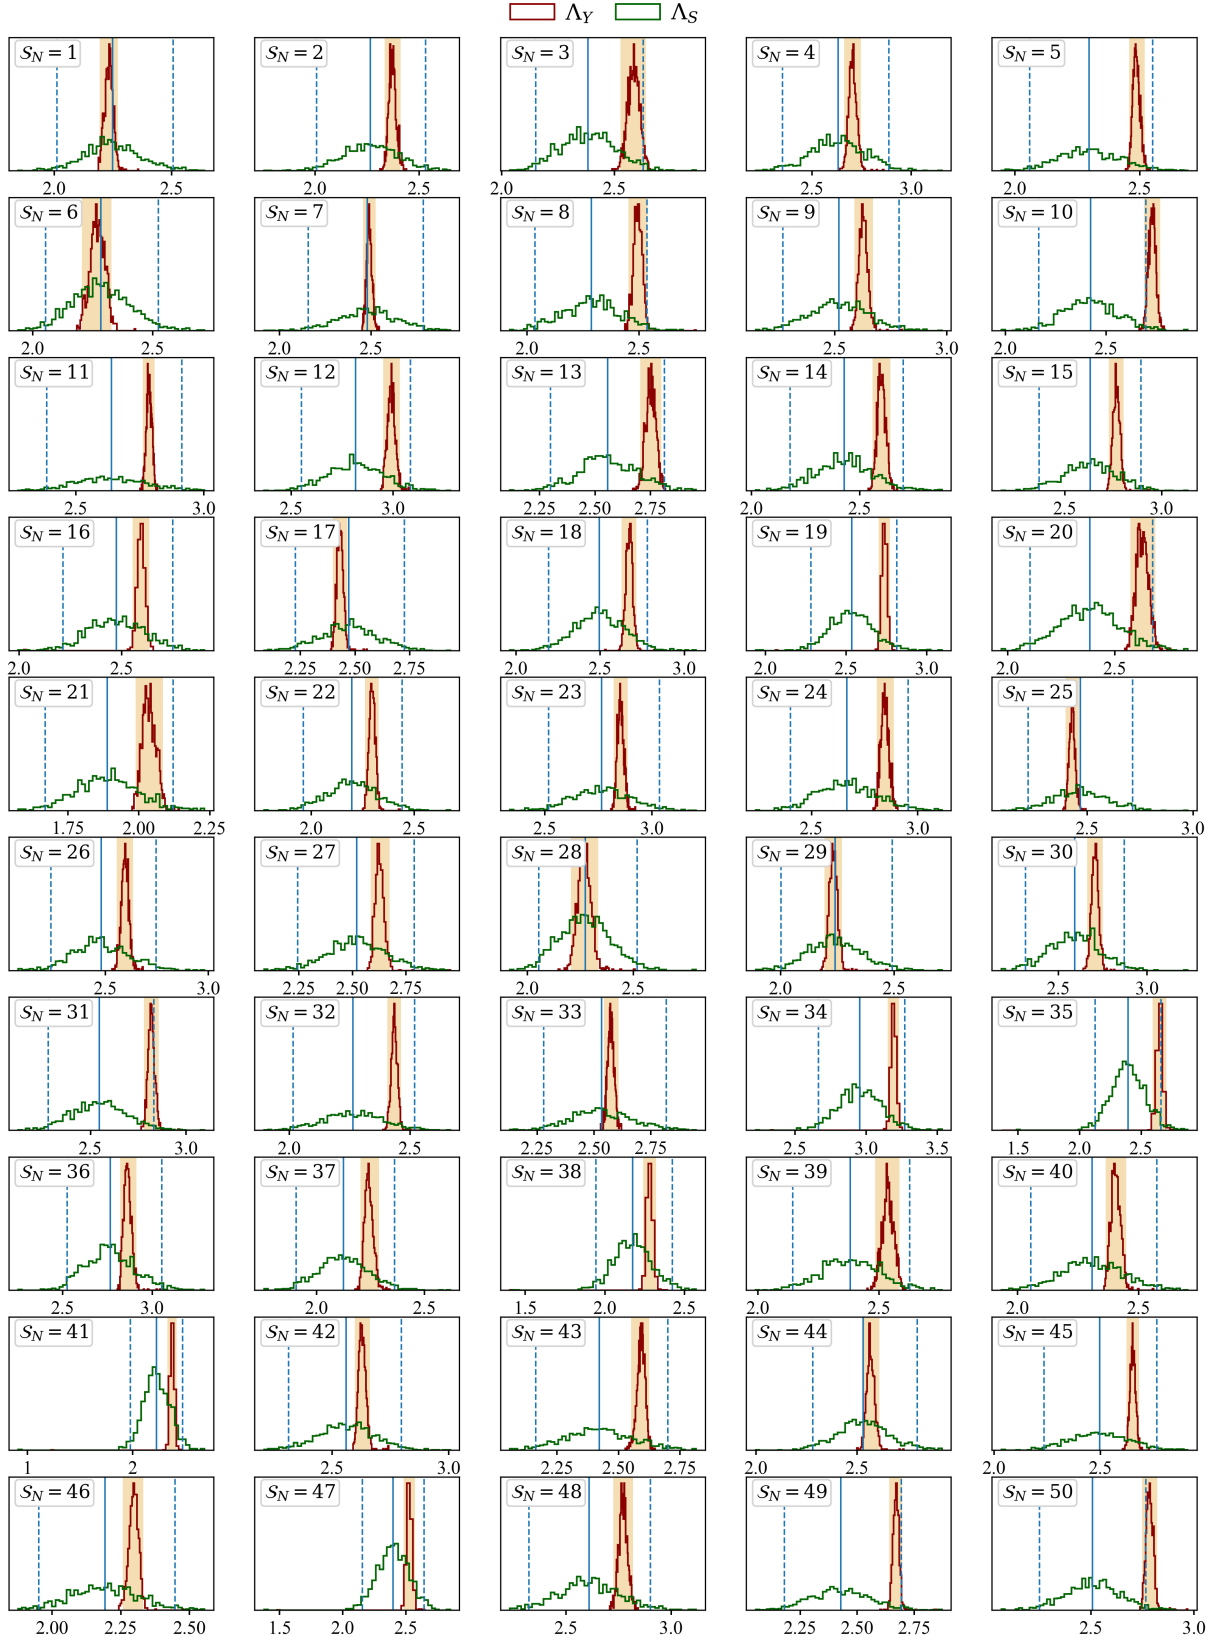 Λ_Y Λ_S
S_N = 1 S_N = 2 S_N = 3 S_N = 4 S_N = 5
2.0 2.5 2.0 2.5 2.0 2.5 2.5 3.0 2.0 2.5
S_N = 6 S_N = 7 S_N = 8 S_N = 9 S_N = 10
2.0 2.5 2.0 2.5 2.0 2.5 2.5 3.0 2.0 2.5
S_N = 11 S_N = 12 S_N = 13 S_N = 14 S_N = 15
2.5 3.0 2.5 3.0 2.25 2.50 2.75 2.0 2.5 2.5 3.0
S_N = 16 S_N = 17 S_N = 18 S_N = 19 S_N = 20
2.0 2.5 2.25 2.50 2.75 2.0 2.5 3.0 2.0 2.5 3.0 2.0 2.5
S_N = 21 S_N = 22 S_N = 23 S_N = 24 S_N = 25
1.75 2.00 2.25 2.0 2.5 2.5 3.0 2.5 3.0 2.5 3.0
S_N = 26 S_N = 27 S_N = 28 S_N = 29 S_N = 30
2.5 3.0 2.25 2.50 2.75 2.0 2.5 2.0 2.5 2.5 3.0
S_N = 31 S_N = 32 S_N = 33 S_N = 34 S_N = 35
2.5 3.0 2.0 2.5 2.25 2.50 2.75 2.5 3.0 3.5 1.5 2.0 2.5
S_N = 36 S_N = 37 S_N = 38 S_N = 39 S_N = 40
2.5 3.0 2.0 2.5 1.5 2.0 2.5 2.0 2.5 2.0 2.5
S_N = 41 S_N = 42 S_N = 43 S_N = 44 S_N = 45
1 2 2.5 3.0 2.25 2.50 2.75 2.0 2.5 2.0 2.5
S_N = 46 S_N = 47 S_N = 48 S_N = 49 S_N = 50
2.00 2.25 2.50 1.5 2.0 2.5 2.5 3.0 2.25 2.50 2.75 2.0 2.5 3.0